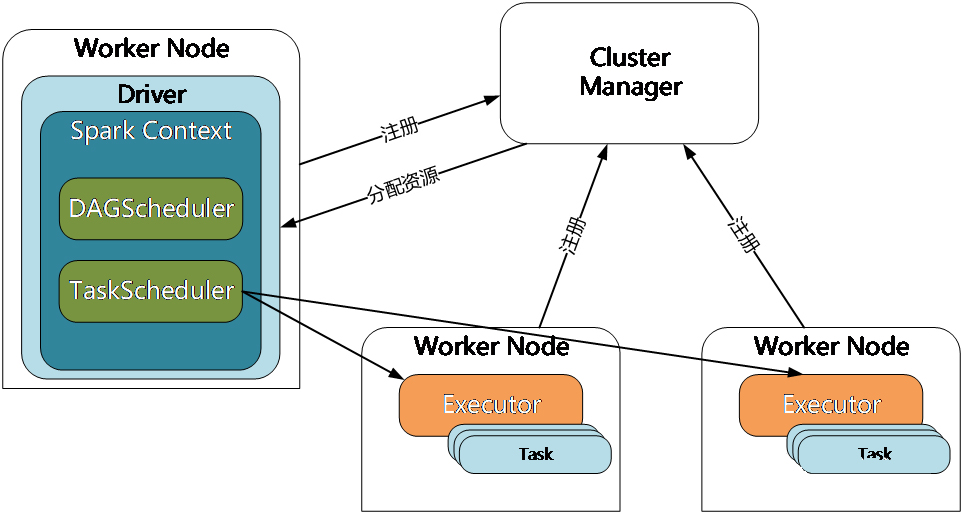 Worker Node
Driver
Spark Context
DAGScheduler
TaskScheduler
Cluster
Manager
注册
分配资源
注册
注册
Worker Node
Executor
Task
Worker Node
Executor
Task